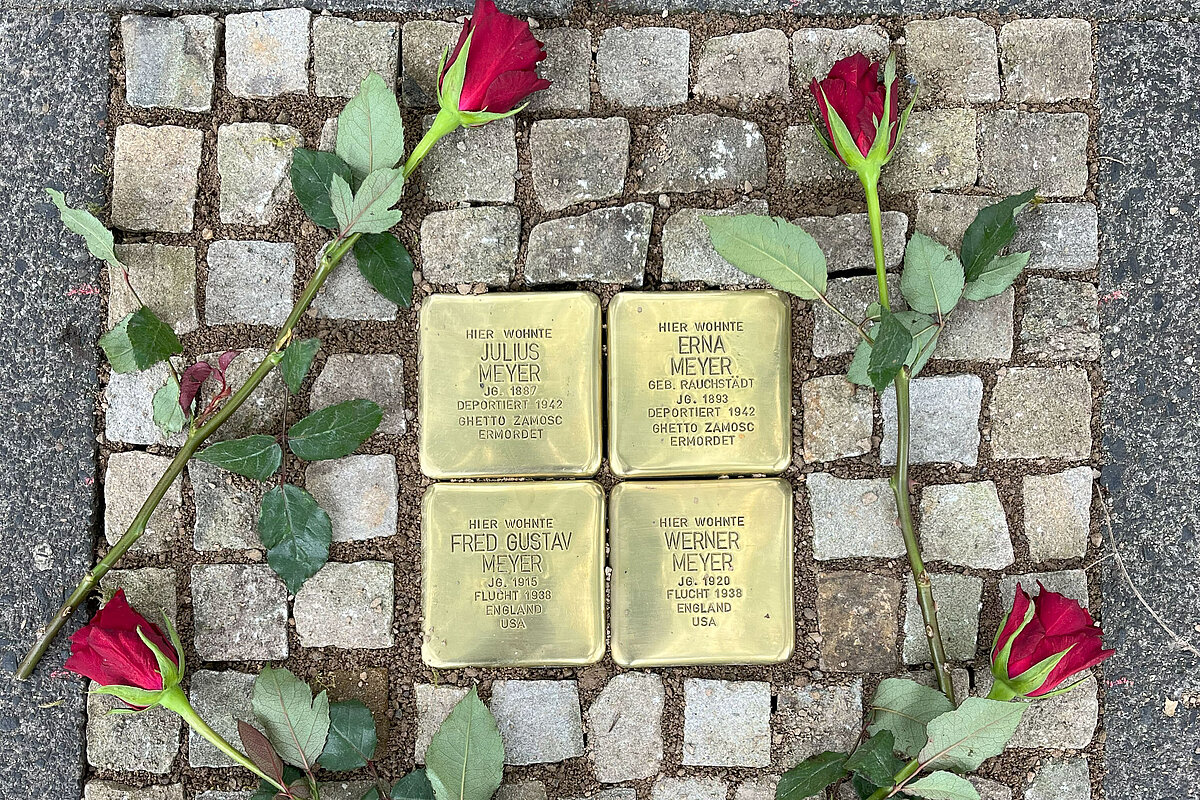 HIER WOHNTE
JULIUS
MEYER
JG. 1887
DEPORTIERT 1942
GHETTO ZAMOSC
ERMORDET
HIER WOHNTE
ERNA
MEYER
GEB. RAUCHSTÄDT
JG. 1893
DEPORTIERT 1942
GHETTO ZAMOSC
ERMORDET
HIER WOHNTE
FRED GUSTAV
MEYER
JG. 1915
FLUCHT 1938
ENGLAND
USA
HIER WOHNTE
WERNER
MEYER
JG. 1920
FLUCHT 1938
ENGLAND
USA